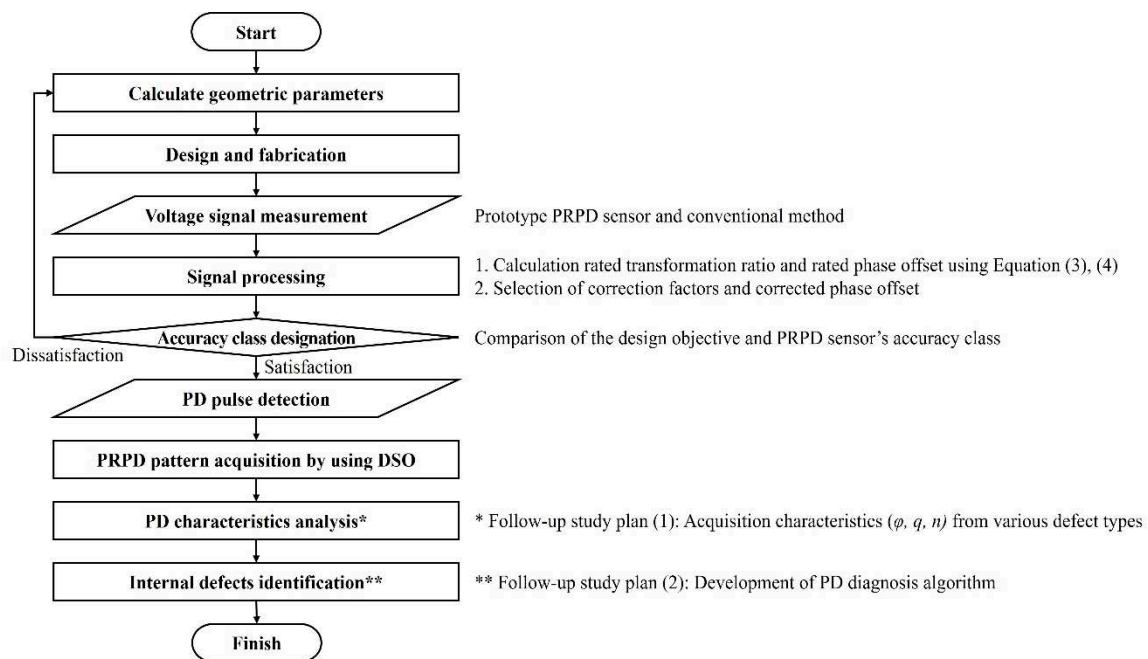 Start
Calculate geometric parameters
Design and fabrication
Voltage signal measurement
Prototype PRPD sensor and conventional method
Signal processing
1. Calculation rated transformation ratio and rated phase offset using Equation (3), (4)
2. Selection of correction factors and corrected phase offset
Accuracy class designation
Comparison of the design objective and PRPD sensor's accuracy class
Dissatisfaction
Satisfaction
PD pulse detection
PRPD pattern acquisition by using DSO
PD characteristics analysis*
* Follow-up study plan (1): Acquisition characteristics (φ, q, n) from various defect types
Internal defects identification**
** Follow-up study plan (2): Development of PD diagnosis algorithm
Finish